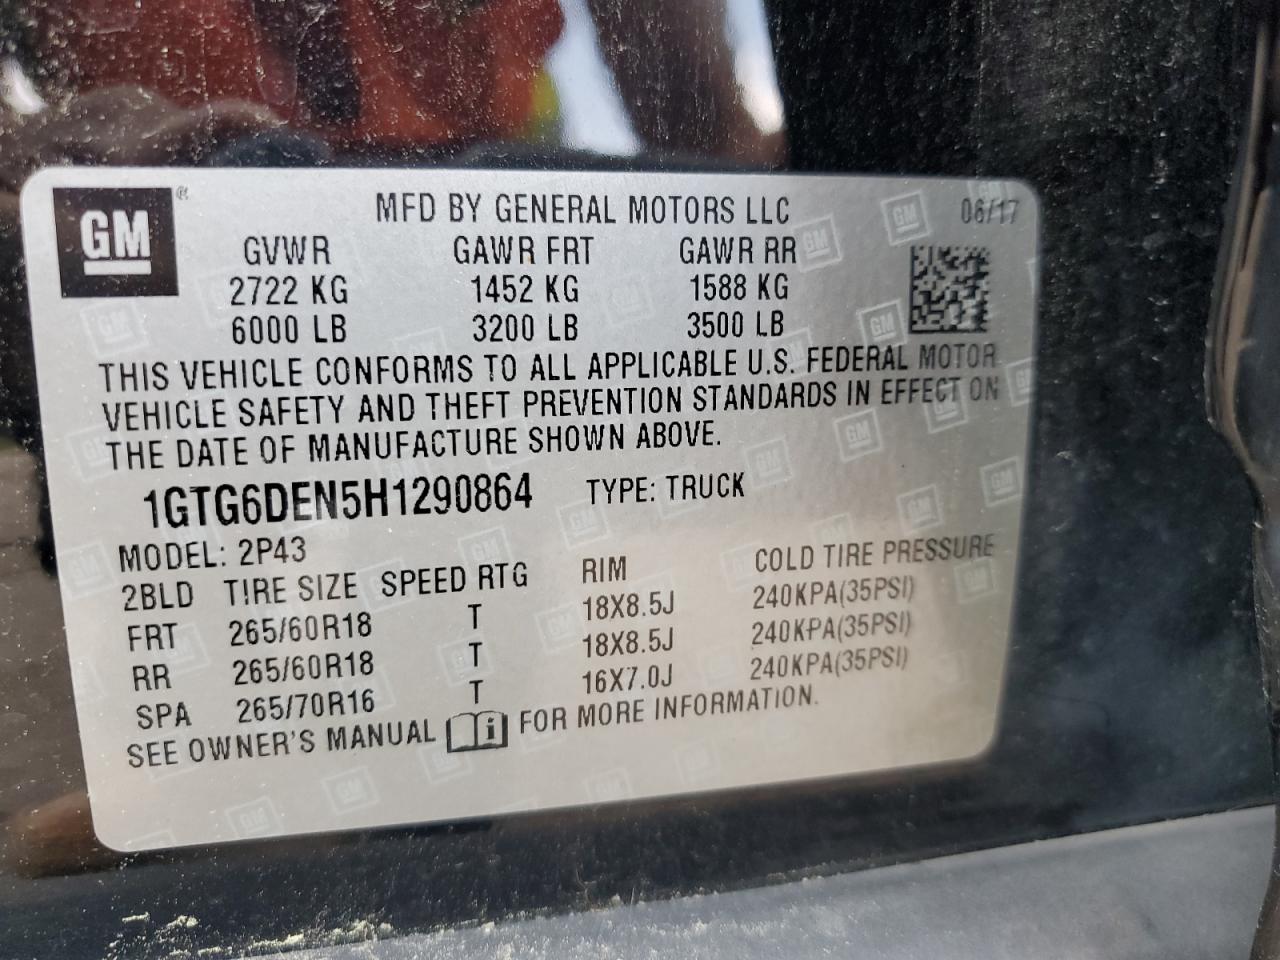 GM ®
MFD BY GENERAL MOTORS LLC 06/17
GVWR GAWR FRT GAWR RR
2722 KG 1452 KG 1588 KG
6000 LB 3200 LB 3500 LB
THIS VEHICLE CONFORMS TO ALL APPLICABLE U.S. FEDERAL MOTOR
VEHICLE SAFETY AND THEFT PREVENTION STANDARDS IN EFFECT ON
THE DATE OF MANUFACTURE SHOWN ABOVE.
1GTG6DEN5H1290864 TYPE: TRUCK
MODEL: 2P43
2BLD TIRE SIZE SPEED RTG RIM COLD TIRE PRESSURE
FRT 265/60R18 T 18X8.5J 240KPA(35PSI)
RR 265/60R18 T 18X8.5J 240KPA(35PSI)
SPA 265/70R16 T 16X7.0J 240KPA(35PSI)
SEE OWNER'S MANUAL i FOR MORE INFORMATION.